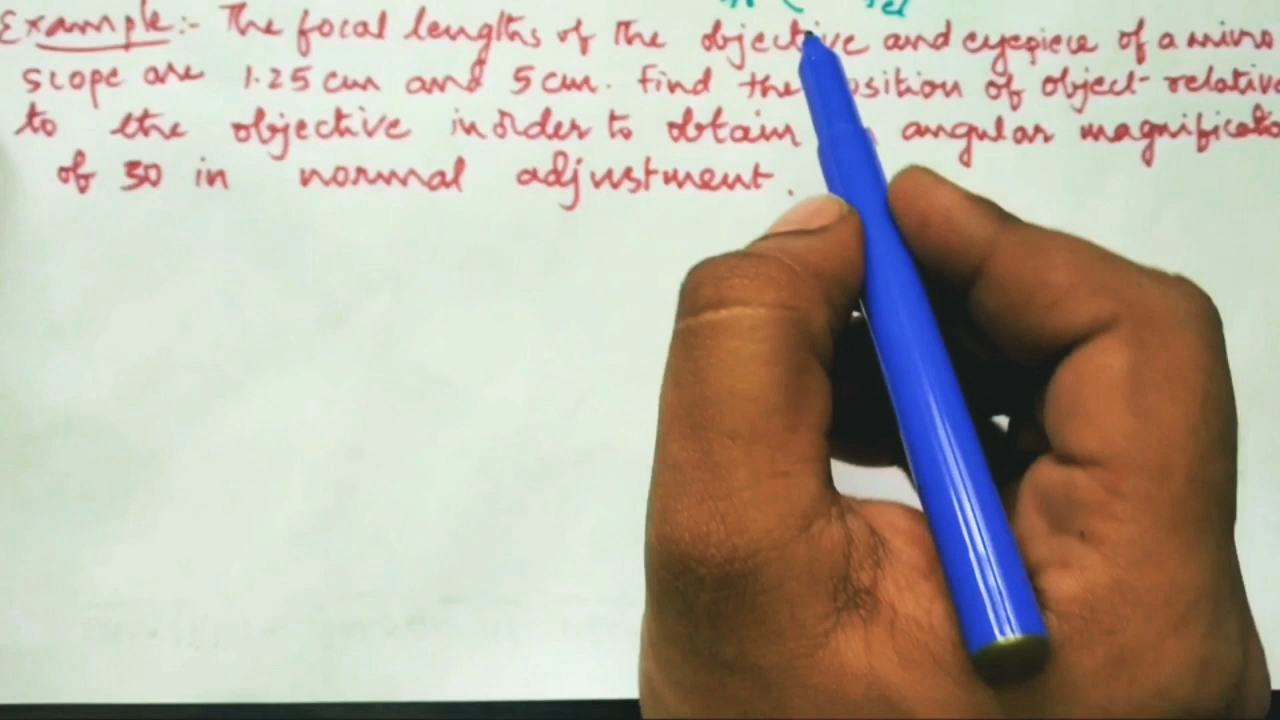 Example:- The focal lengths of the objective and eyepiece of a micro
scope are 1.25 cm and 5 cm. Find the position of object relative
to the objective in order to obtain angular magnificatio
of 30 in normal adjustment.